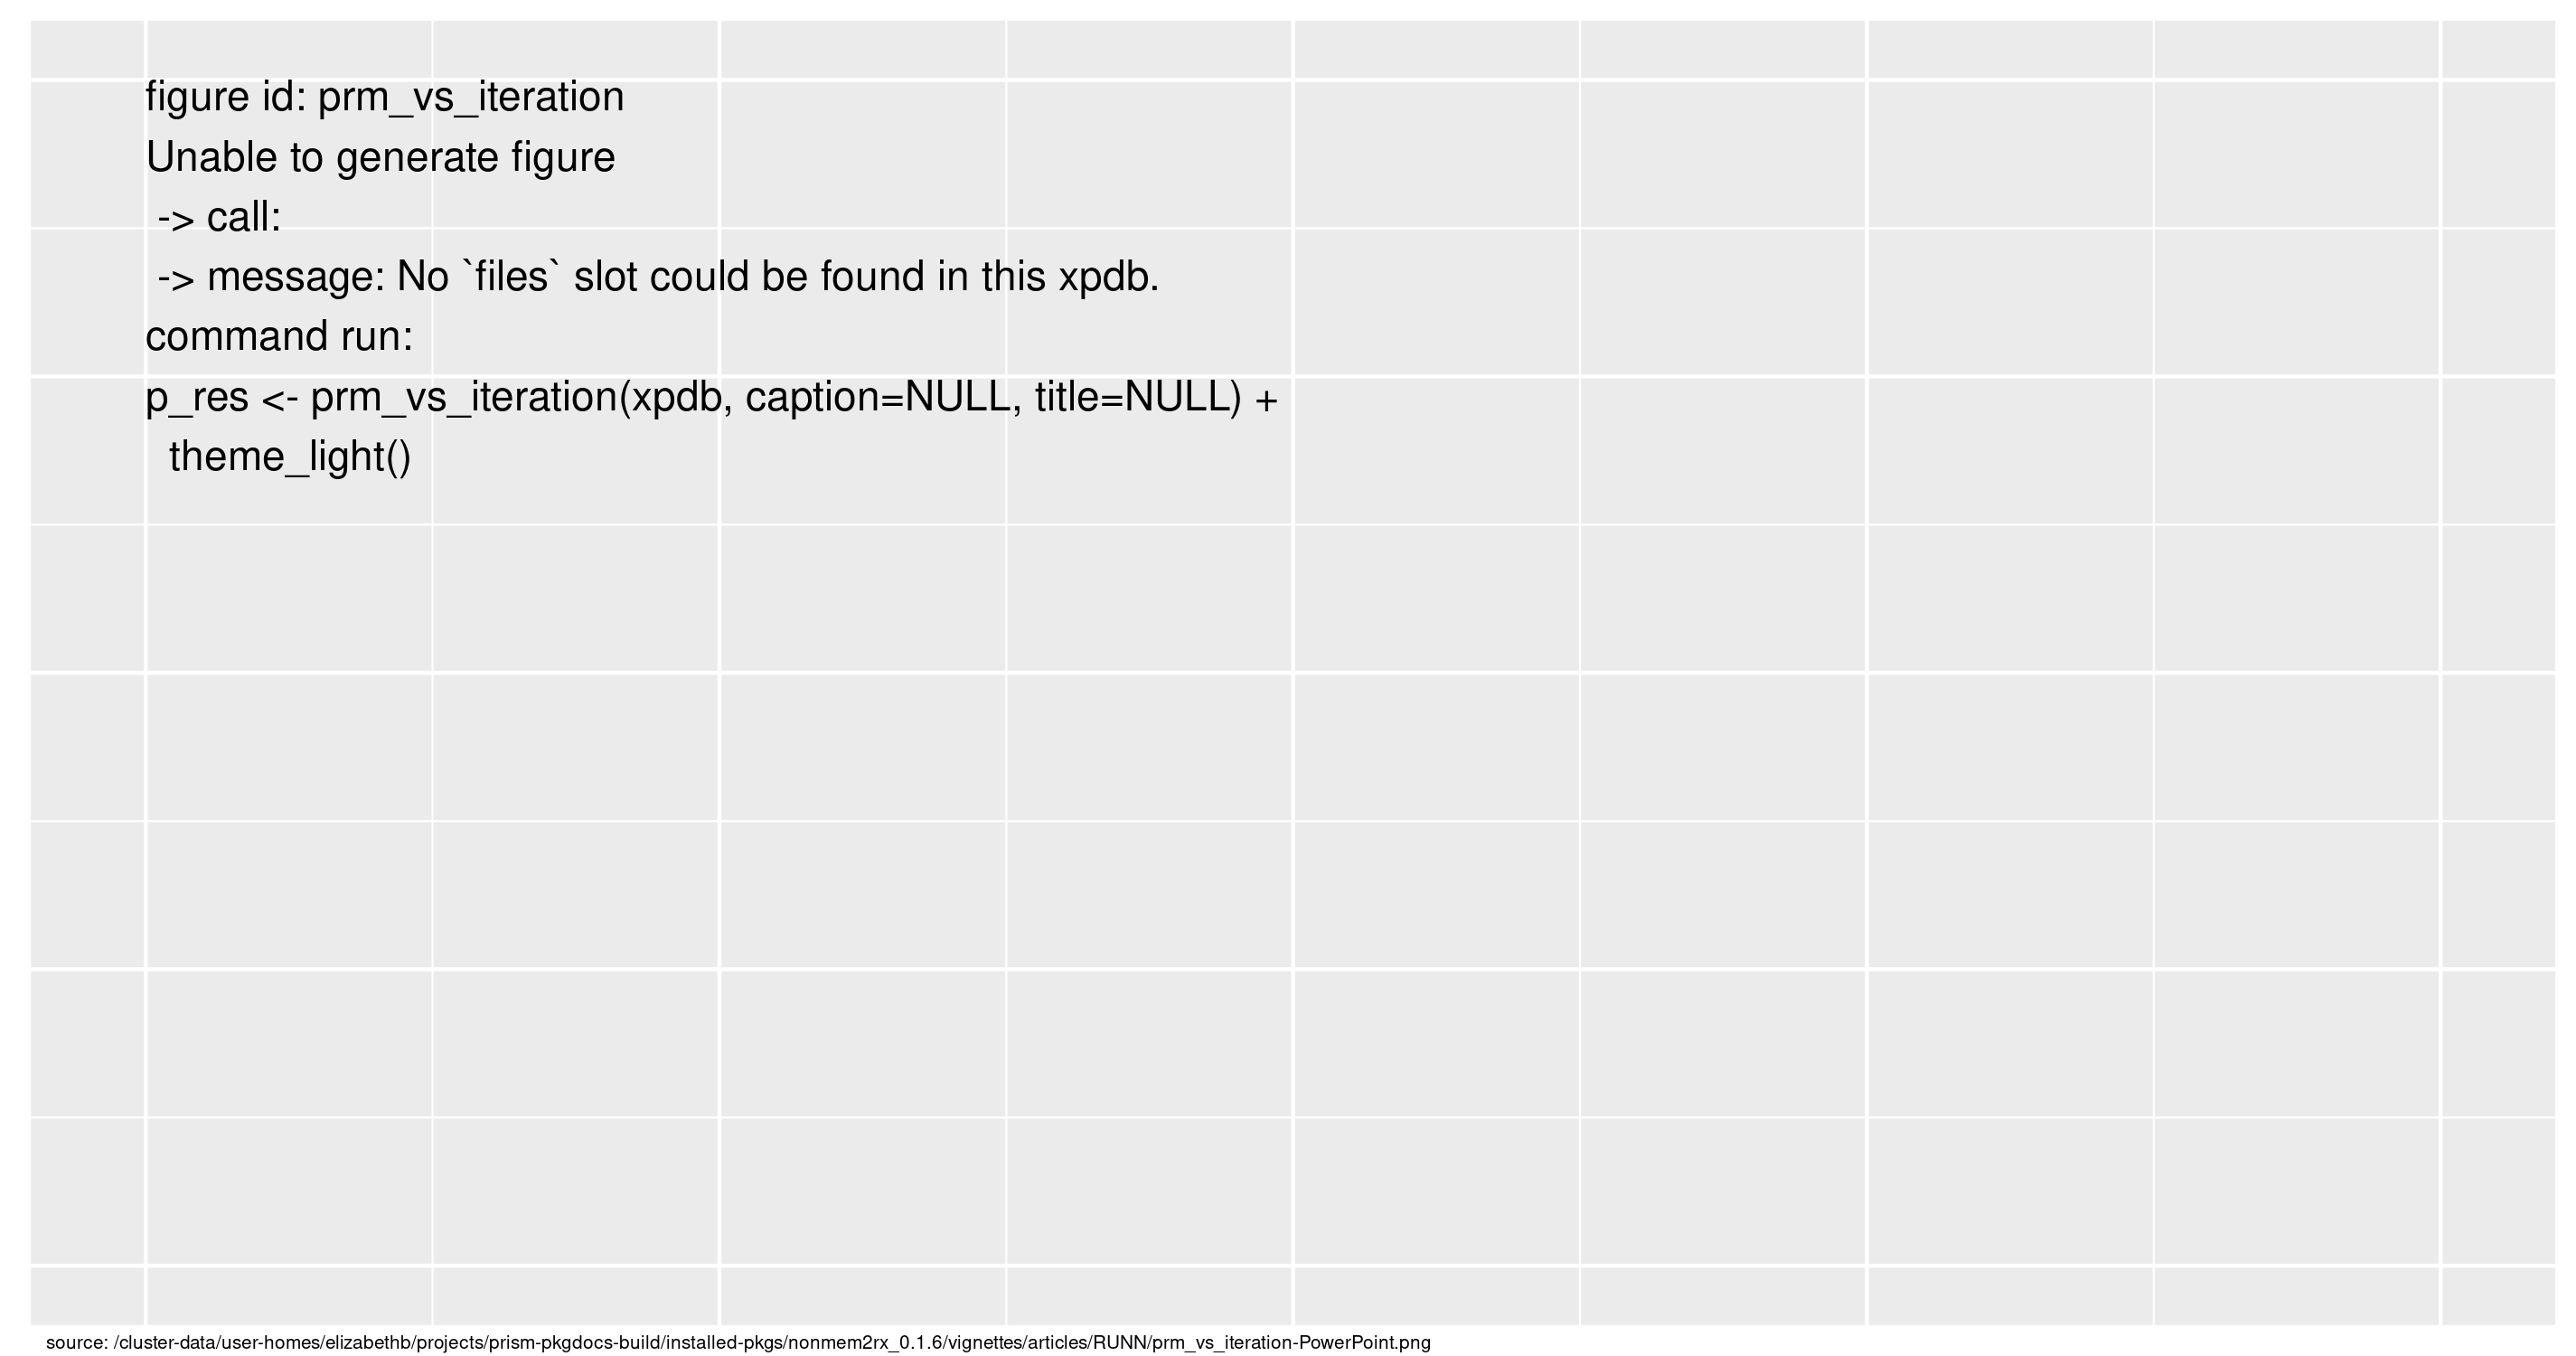 figure id: prm_vs_iteration
Unable to generate figure
 -> call:
 -> message: No `files` slot could be found in this xpdb.
command run:
p_res <- prm_vs_iteration(xpdb, caption=NULL, title=NULL) +
  theme_light()
source: /cluster-data/user-homes/elizabethb/projects/prism-pkgdocs-build/installed-pkgs/nonmem2rx_0.1.6/vignettes/articles/RUNN/prm_vs_iteration-PowerPoint.png